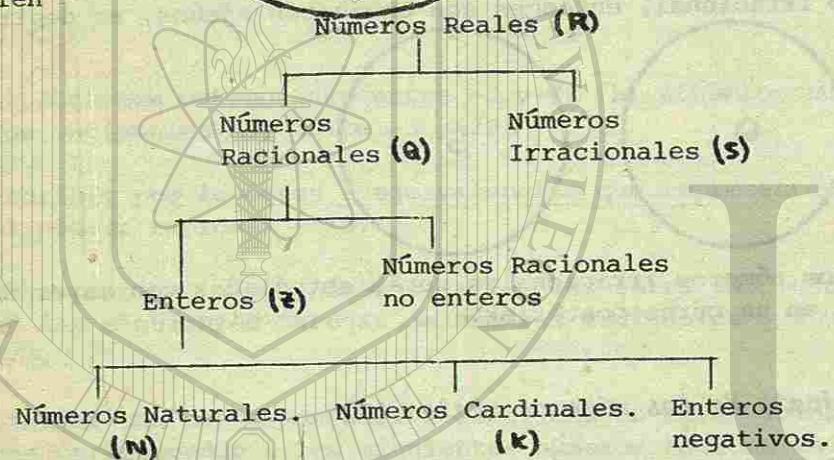 Números Reales (R)
Números
Racionales (Q)
Números
Irracionales (S)
Enteros (Z)
Números Racionales
no enteros
Números Naturales.
(N)
Números Cardinales.
(K)
Enteros
negativos.